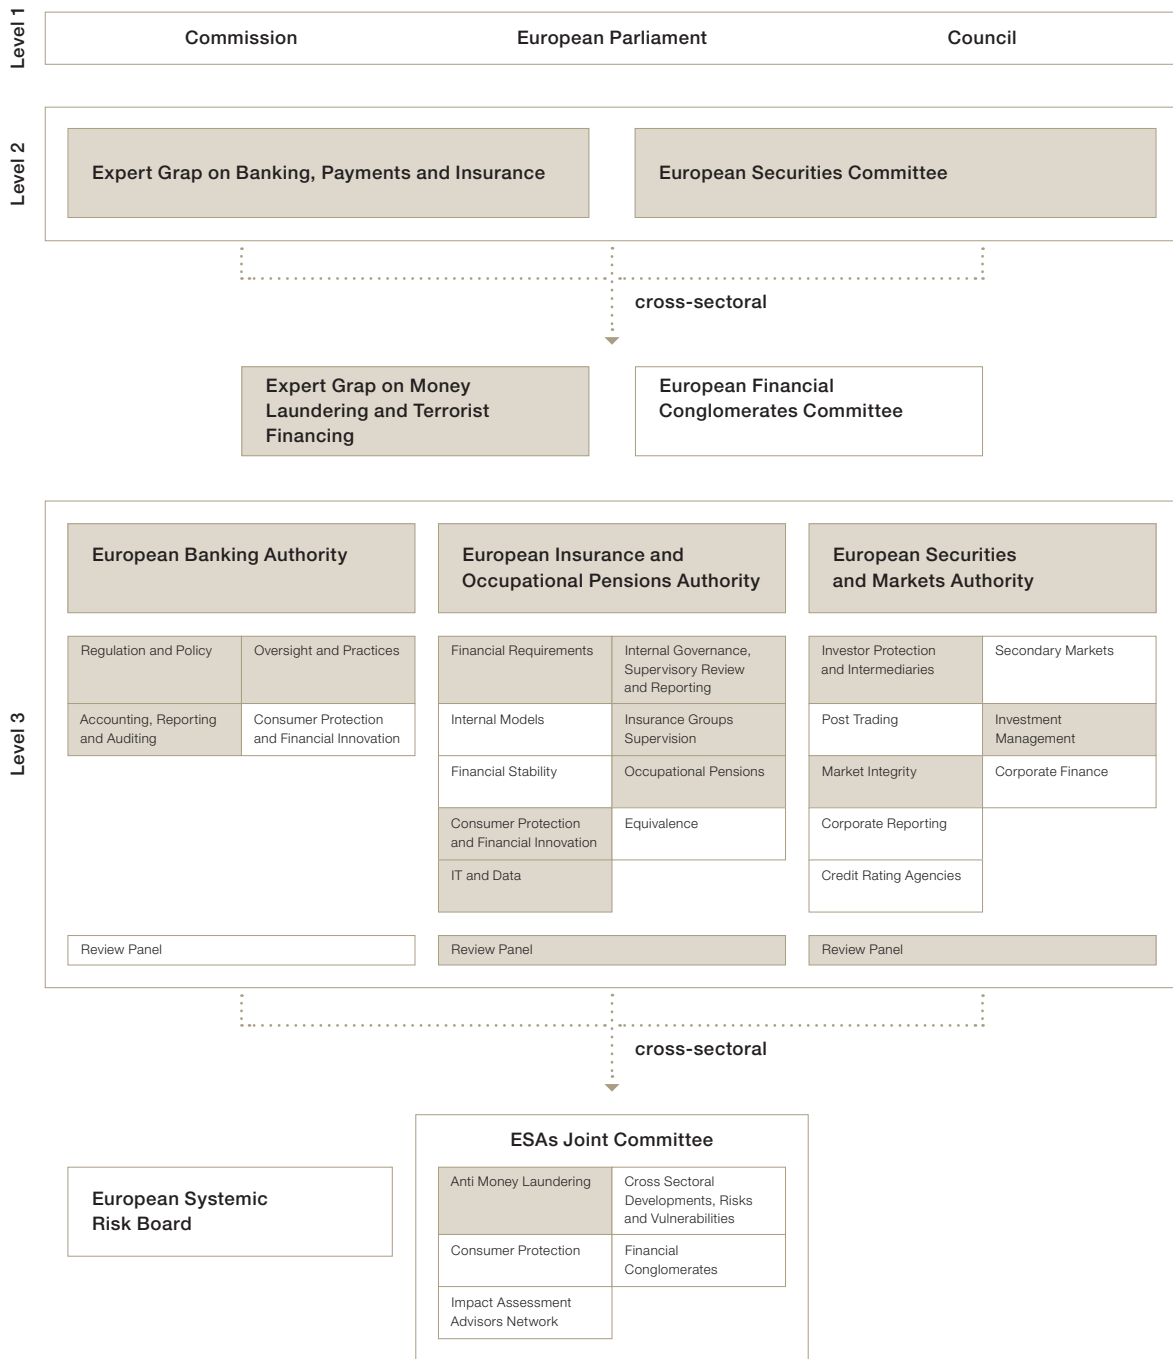 Level 1
Commission
European Parliament
Council
Level 2
Expert Grap on Banking, Payments and Insurance
European Securities Committee
cross-sectoral
Expert Grap on Money
Laundering and Terrorist
Financing
European Financial
Conglomerates Committee
Level 3
European Banking Authority
European Insurance and
Occupational Pensions Authority
European Securities
and Markets Authority
Regulation and Policy
Oversight and Practices
Accounting, Reporting
and Auditing
Consumer Protection
and Financial Innovation
Financial Requirements
Internal Governance,
Supervisory Review
and Reporting
Internal Models
Insurance Groups
Supervision
Financial Stability
Occupational Pensions
Consumer Protection
and Financial Innovation
Equivalence
IT and Data
Investor Protection
and Intermediaries
Secondary Markets
Post Trading
Investment
Management
Market Integrity
Corporate Finance
Corporate Reporting
Credit Rating Agencies
Review Panel
Review Panel
Review Panel
cross-sectoral
European Systemic
Risk Board
ESAs Joint Committee
Anti Money Laundering
Cross Sectoral
Developments, Risks
and Vulnerabilities
Consumer Protection
Financial
Conglomerates
Impact Assessment
Advisors Network